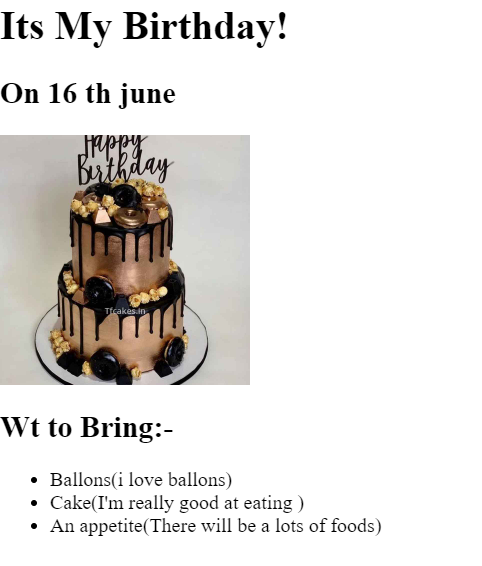 Its My Birthday!
On 16 th june
Happy
Birthday
Tfcakes.in
Wt to Bring:-
Ballons(i love ballons)
Cake(I'm really good at eating )
An appetite(There will be a lots of foods)